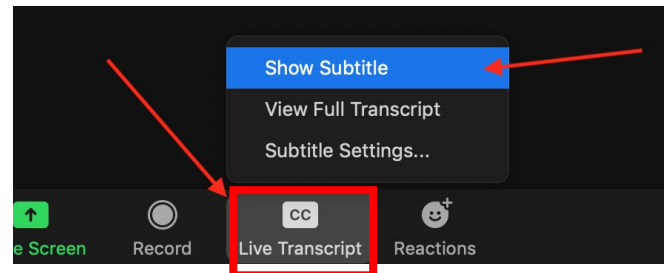 Show Subtitle
View Full Transcript
Subtitle Settings...
CC
e Screen
Record
Live Transcript
Reactions